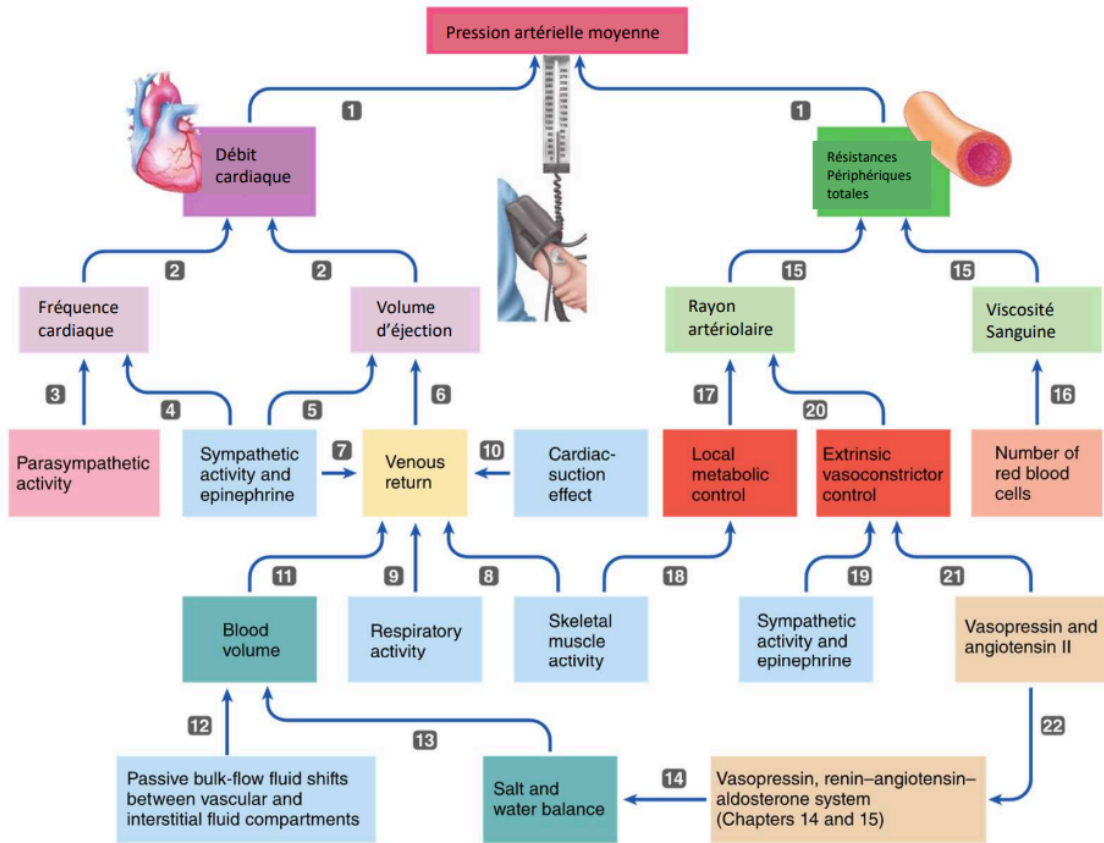 Pression artérielle moyenne
1
1
Débit
cardiaque
Résistances
Périphériques
totales
2
2
15
15
Fréquence
cardiaque
Volume
d'éjection
Rayon
artériolaire
Viscosité
Sanguine
3
4
5
6
17
20
16
Parasympathetic
activity
Sympathetic
activity and
epinephrine
7
Venous
return
10
Cardiac-
suction
effect
Local
metabolic
control
Extrinsic
vasoconstrictor
control
Number of
red blood
cells
11
9
8
18
19
21
Blood
volume
Respiratory
activity
Skeletal
muscle
activity
Sympathetic
activity and
epinephrine
Vasopressin and
angiotensin II
12
13
22
Passive bulk-flow fluid shifts
between vascular and
interstitial fluid compartments
Salt and
water balance
14
Vasopressin, renin–angiotensin–
aldosterone system
(Chapters 14 and 15)